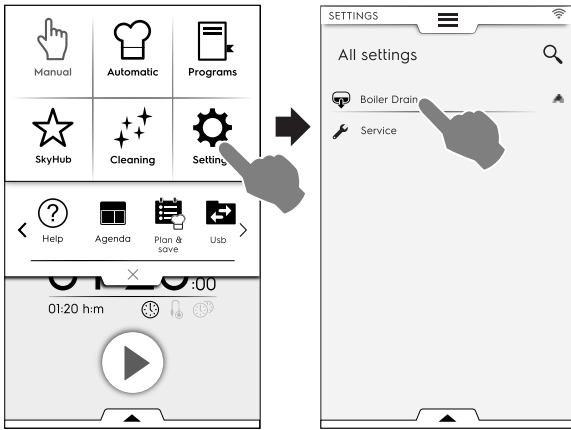 Manual
Automatic
Programs
SkyHub
Cleaning
Setting
Help
Agenda
Plan &
save
Usb
:00
01:20 h:m
SETTINGS
All settings
Boiler Drain
Service